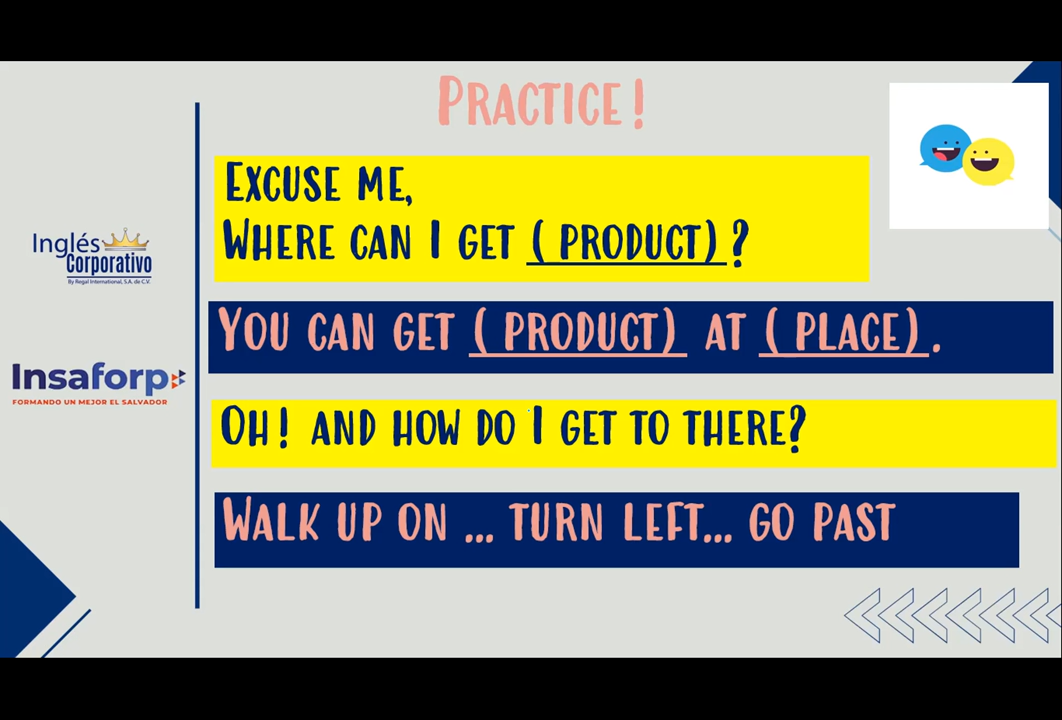 PRACTICE!
EXCUSE ME,
WHERE CAN I GET ( PRODUCT) ?
YOU CAN GET ( PRODUCT) AT ( PLACE) .
OH! AND HOW DO I GET TO THERE?
WALK UP ON ... TURN LEFT... GO PAST
Inglés
Corporativo
By Regal International, S.A. de C.V.
Insaforp
FORMANDO UN MEJOR EL SALVADOR